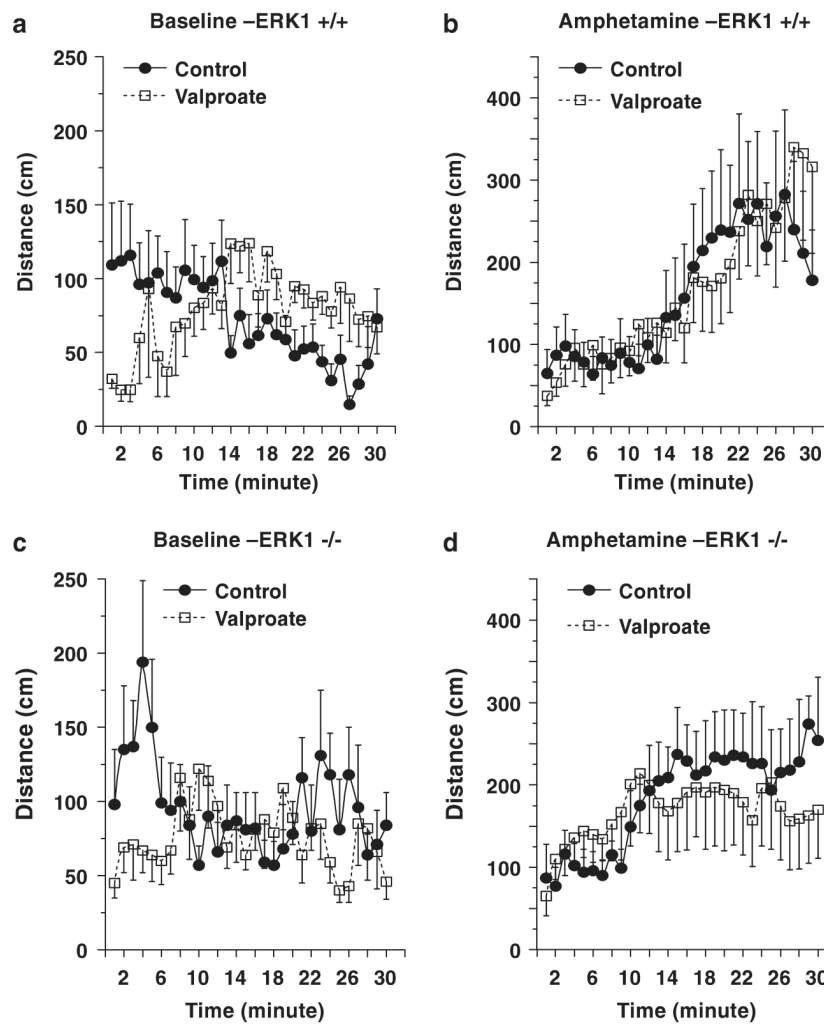 a
Baseline –ERK1 +/+
250
200
150
100
50
0
Distance (cm)
Control
Valproate
2 6 10 14 18 22 26 30
Time (minute)
b
Amphetamine –ERK1 +/+
400
300
200
100
0
Distance (cm)
Control
Valproate
2 6 10 14 18 22 26 30
Time (minute)
c
Baseline –ERK1 -/-
250
200
150
100
50
0
Distance (cm)
Control
Valproate
2 6 10 14 18 22 26 30
Time (minute)
d
Amphetamine –ERK1 -/-
400
300
200
100
0
Distance (cm)
Control
Valproate
2 6 10 14 18 22 26 30
Time (minute)